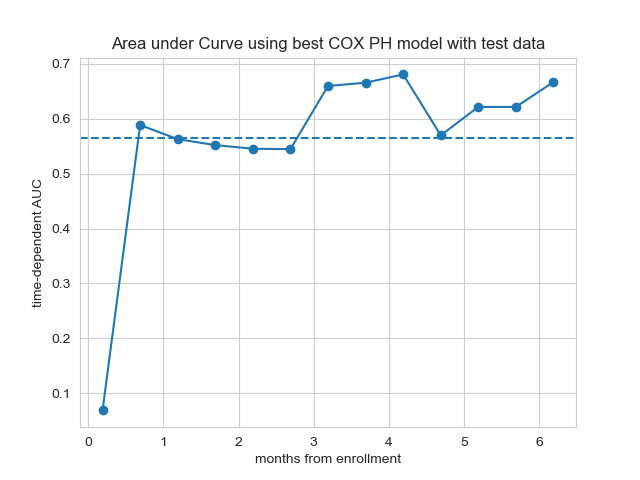 Area under Curve using best COX PH model with test data
0.7
0.6
0.5
0.4
0.3
0.2
0.1
time-dependent AUC
0 1 2 3 4 5 6
months from enrollment